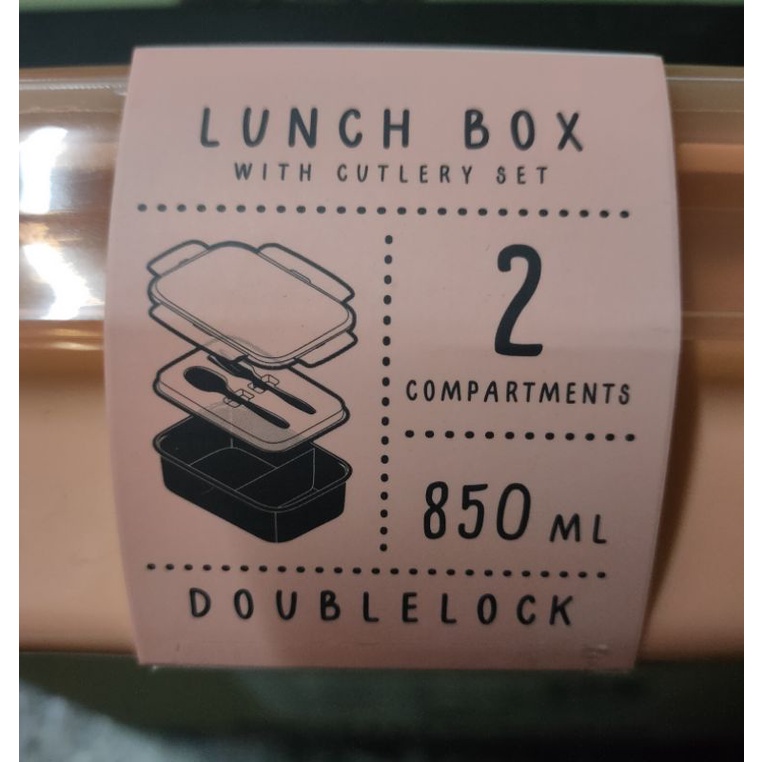 LUNCH BOX
WITH CUTLERY SET
2
COMPARTMENTS
850 ML
DOUBLELOCK